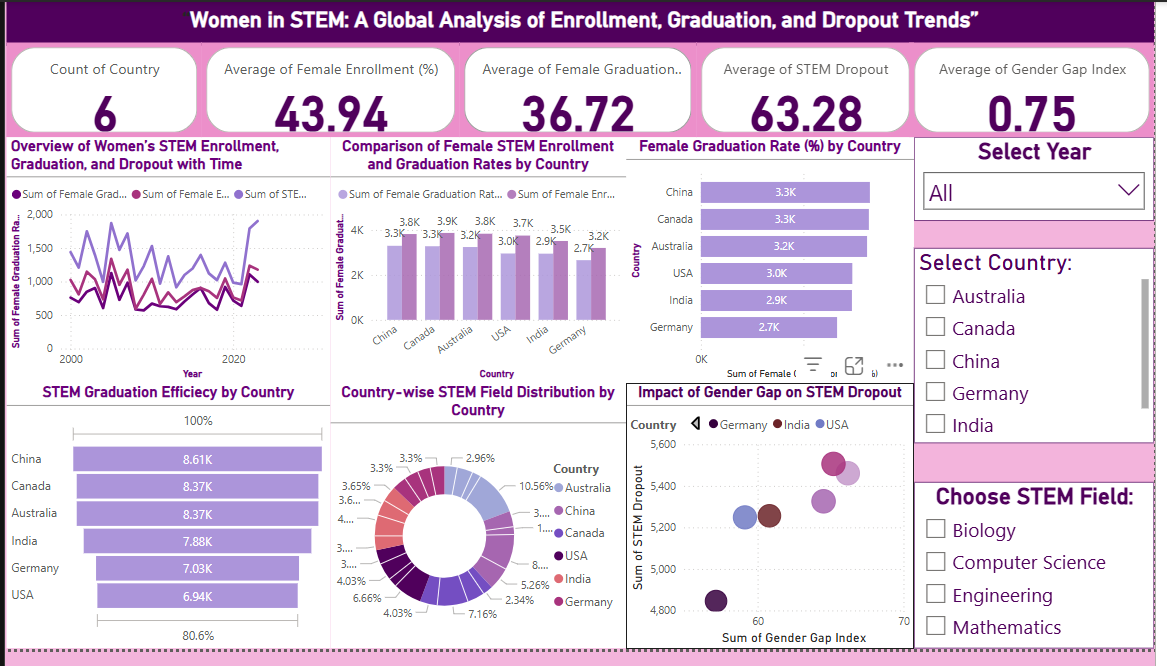 Women in STEM: A Global Analysis of Enrollment, Graduation, and Dropout Trends”
Count of Country
6
Average of Female Enrollment (%)
43.94
Average of Female Graduation..
36.72
Average of STEM Dropout
63.28
Average of Gender Gap Index
0.75
Overview of Women's STEM Enrollment,
Graduation, and Dropout with Time
Sum of Female Grad... Sum of Female E... Sum of STE...
Sum of Female Graduation Ra...
2,000
1,500
1,000
500
0
2000 2020
Year
Comparison of Female STEM Enrollment
and Graduation Rates by Country
Sum of Female Graduation Rat... Sum of Female Enr...
Sum of Female Graduat...
4K
2K
0K
3.3K 3.8K 3.3K 3.9K 3.2K 3.8K 3.0K 3.7K 2.9K 3.5K 2.7K 3.2K
China Canada Australia USA India Germany
Country
Female Graduation Rate (%) by Country
Country
China 3.3K
Canada 3.3K
Australia 3.2K
USA 3.0K
India 2.9K
Germany 2.7K
0K
Sum of Female (
Select Year
All
Select Country:
Australia
Canada
China
Germany
India
STEM Graduation Efficiecy by Country
100%
China 8.61K
Canada 8.37K
Australia 8.37K
India 7.88K
Germany 7.03K
USA 6.94K
80.6%
Country-wise STEM Field Distribution by
Country
2.96%
10.56%
3....
1....
8....
5.26%
2.34%
7.16%
4.03%
6.66%
4.03%
3....
3....
4....
3.6...
3.65%
3.3%
3.3%
Country
Australia
China
Canada
USA
India
Germany
Impact of Gender Gap on STEM Dropout
Country Germany India USA
Sum of STEM Dropout
5,600
5,400
5,200
5,000
4,800
60 70
Sum of Gender Gap Index
Choose STEM Field:
Biology
Computer Science
Engineering
Mathematics